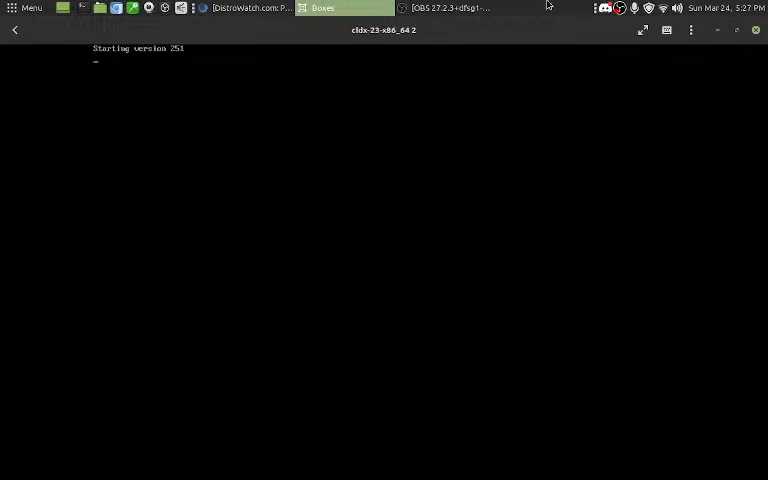 Menu
[DistroWatch.com: P...
Boxes
[OBS 27.2.3+dfsg1-...
Sun Mar 24, 5:27 PM
cldx-23-x86_64 2
Starting version 251